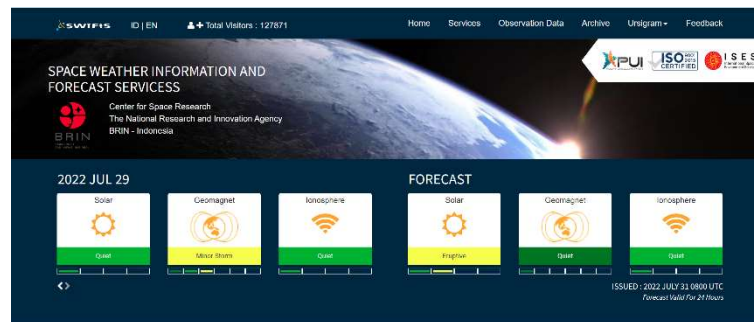 SWIFIS ID | EN Total Visitors : 127871 Home Services Observation Data Archive Ursigram Feedback
PUI ISO CERTIFIED ISES
SPACE WEATHER INFORMATION AND
FORECAST SERVICESS
Center for Space Research
The National Research and Innovation Agency
BRIN - Indonesia
BRIN
2022 JUL 29
Solar Geomagnet Ionosphere
Quiet Minor Storm Quiet
FORECAST
Solar Geomagnet Ionosphere
Eruptive Quiet Quiet
ISSUED : 2022 JULY 31 0800 UTC
Forecast Valid For 24 Hours